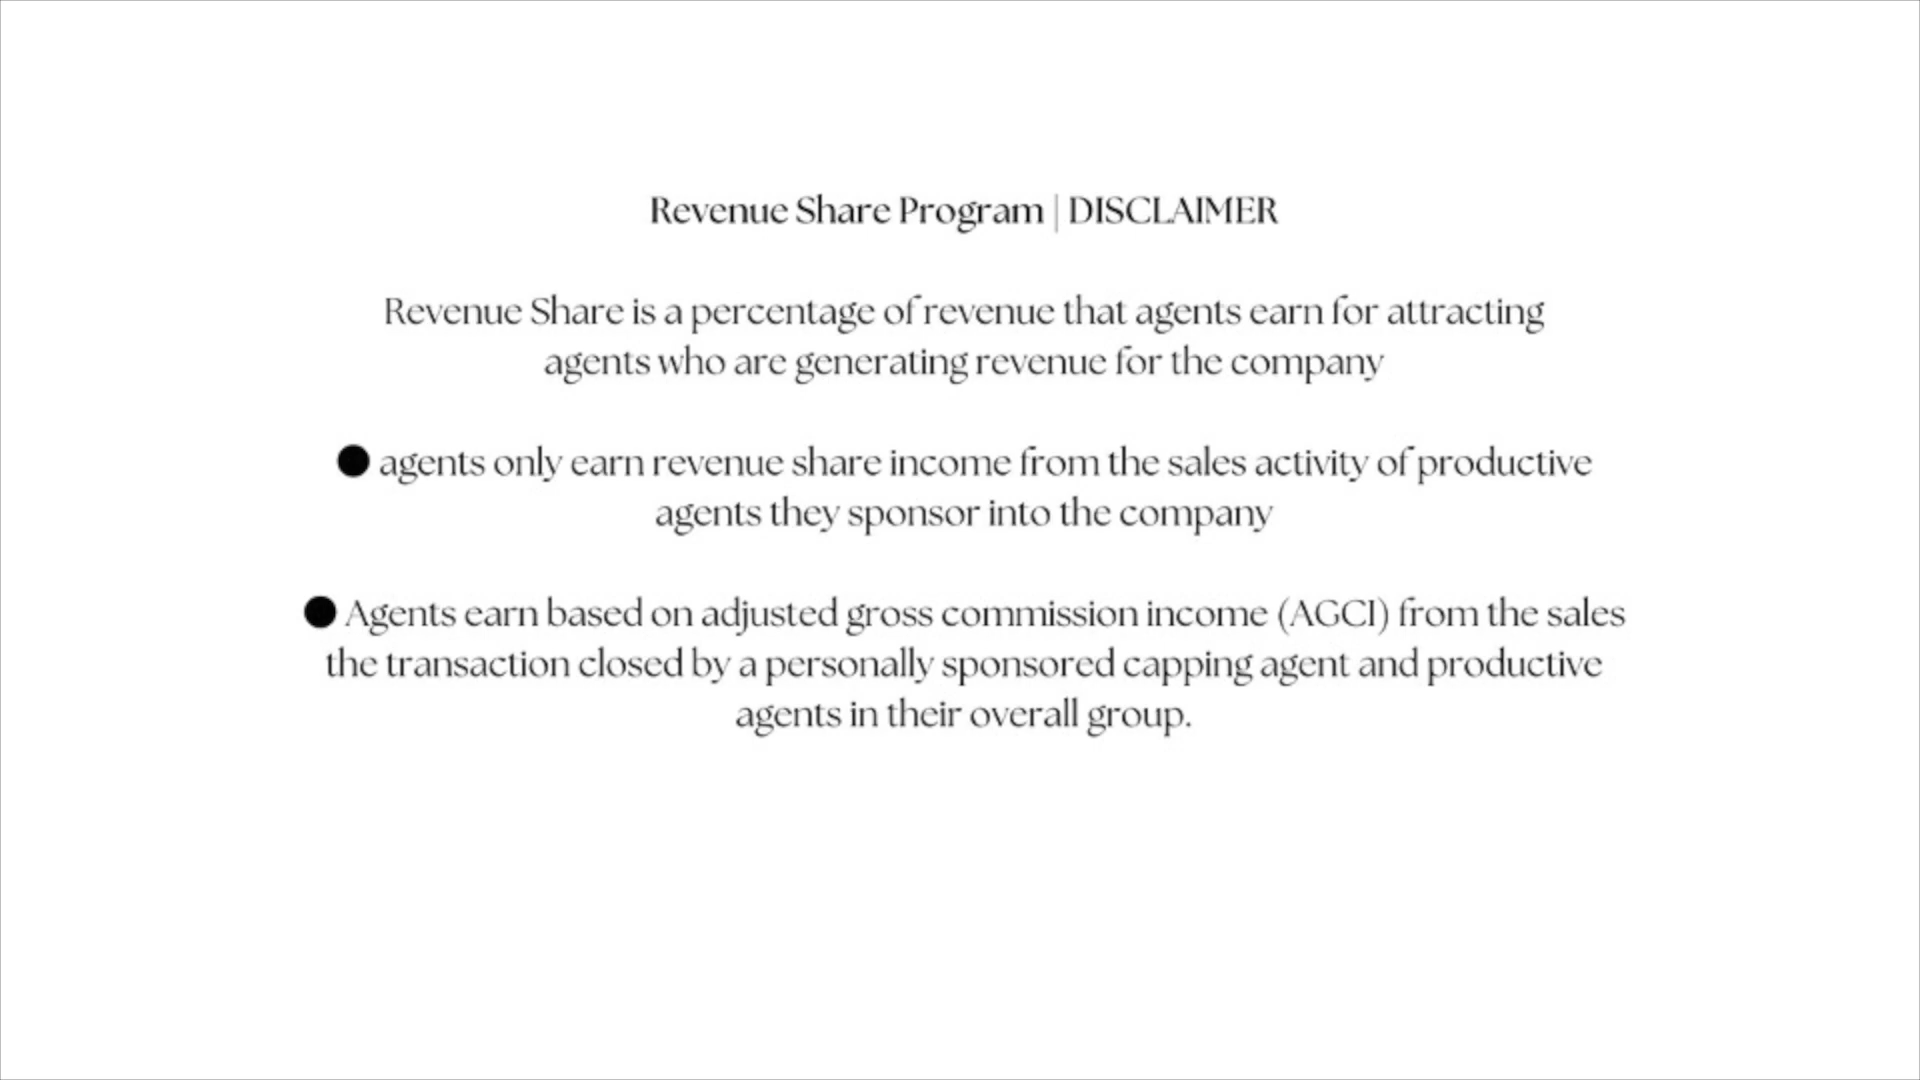 Revenue Share Program | DISCLAIMER
Revenue Share is a percentage of revenue that agents earn for attracting
agents who are generating revenue for the company
● agents only earn revenue share income from the sales activity of productive
agents they sponsor into the company
● Agents earn based on adjusted gross commission income (AGCI) from the sales
the transaction closed by a personally sponsored capping agent and productive
agents in their overall group.